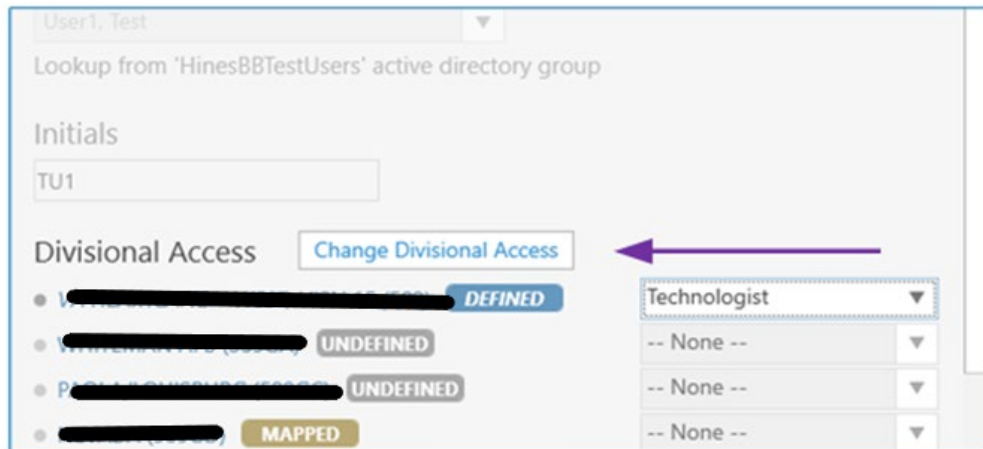 User1, Test
Lookup from 'HinesBBTestUsers' active directory group
Initials
TU1
Divisional Access Change Divisional Access
DEFINED Technologist
UNDEFINED -- None --
UNDEFINED -- None --
MAPPED -- None --